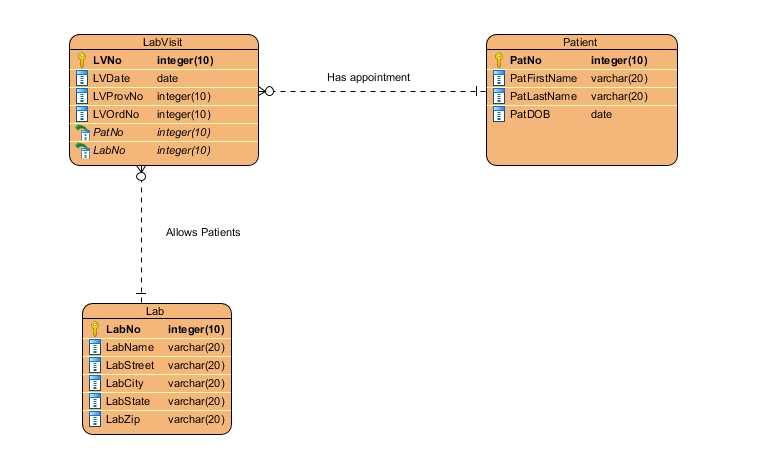 LabVisit
LVNo integer(10)
LVDate date
LVProvNo integer(10)
LVOrdNo integer(10)
PatNo integer(10)
LabNo integer(10)
Has appointment
Patient
PatNo integer(10)
PatFirstName varchar(20)
PatLastName varchar(20)
PatDOB date
Allows Patients
Lab
LabNo integer(10)
LabName varchar(20)
LabStreet varchar(20)
LabCity varchar(20)
LabState varchar(20)
LabZip varchar(20)